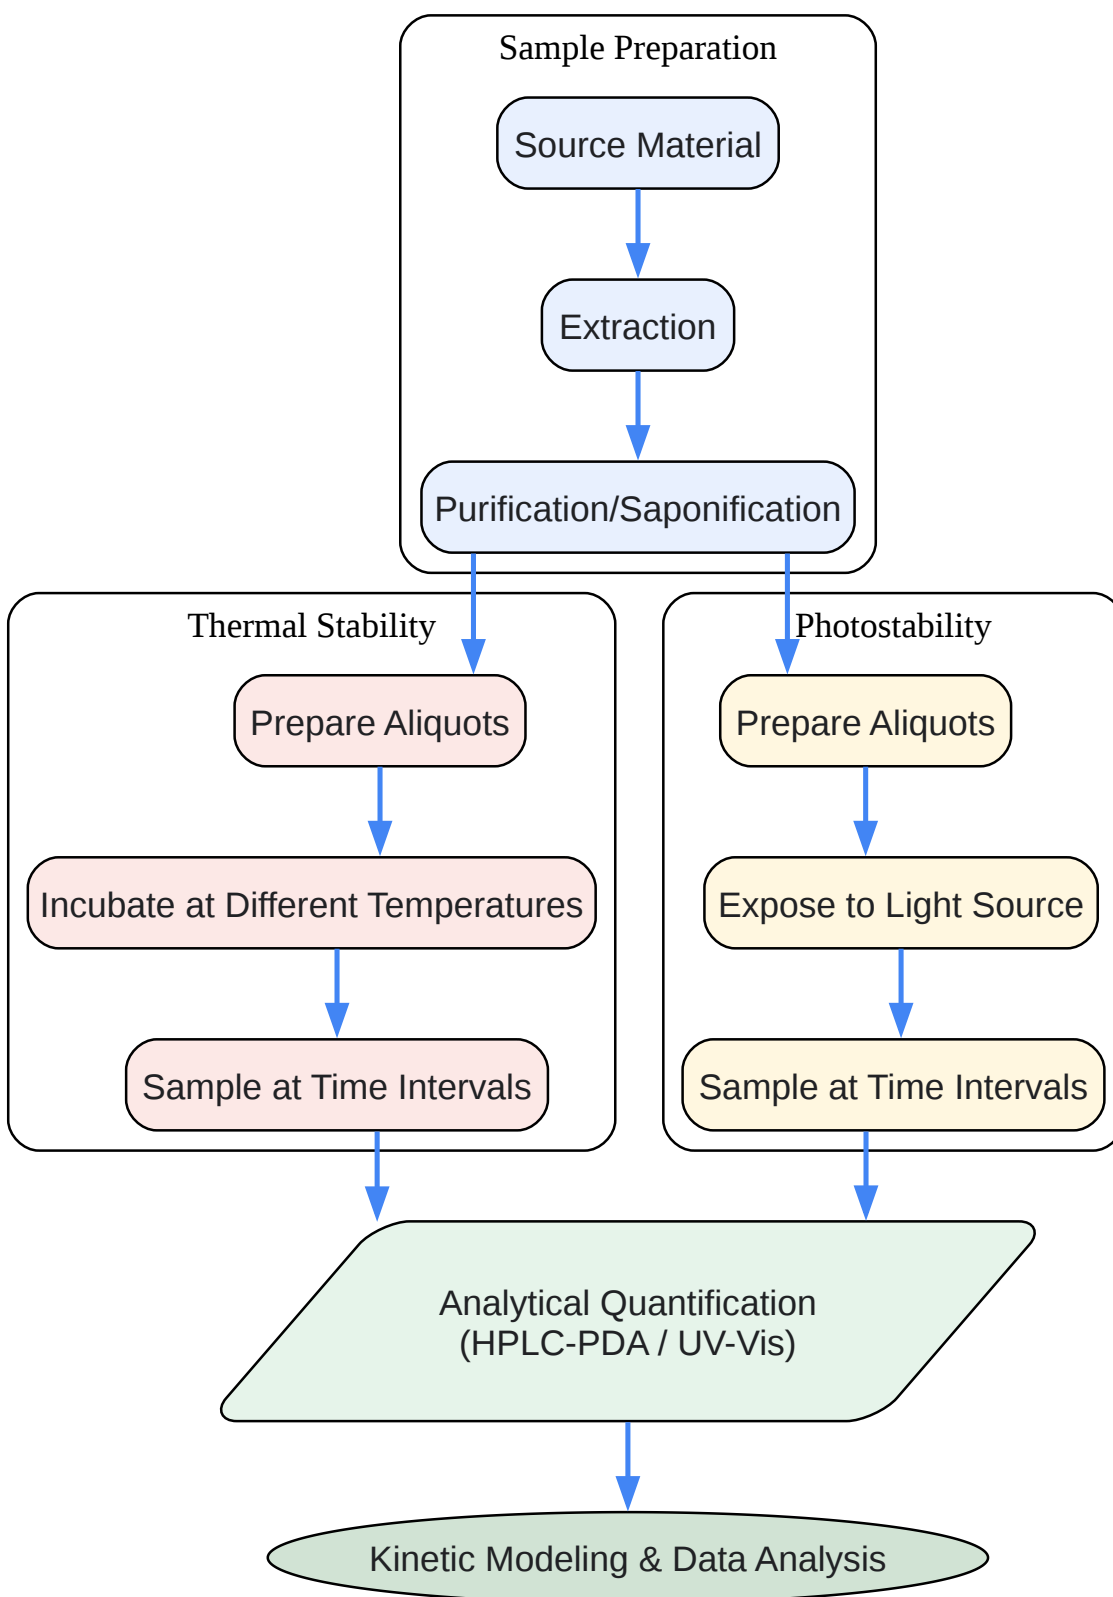 Sample Preparation
Source Material
Extraction
Purification/Saponification
Thermal Stability
Prepare Aliquots
Incubate at Different Temperatures
Sample at Time Intervals
Photostability
Prepare Aliquots
Expose to Light Source
Sample at Time Intervals
Analytical Quantification
(HPLC-PDA / UV-Vis)
Kinetic Modeling & Data Analysis